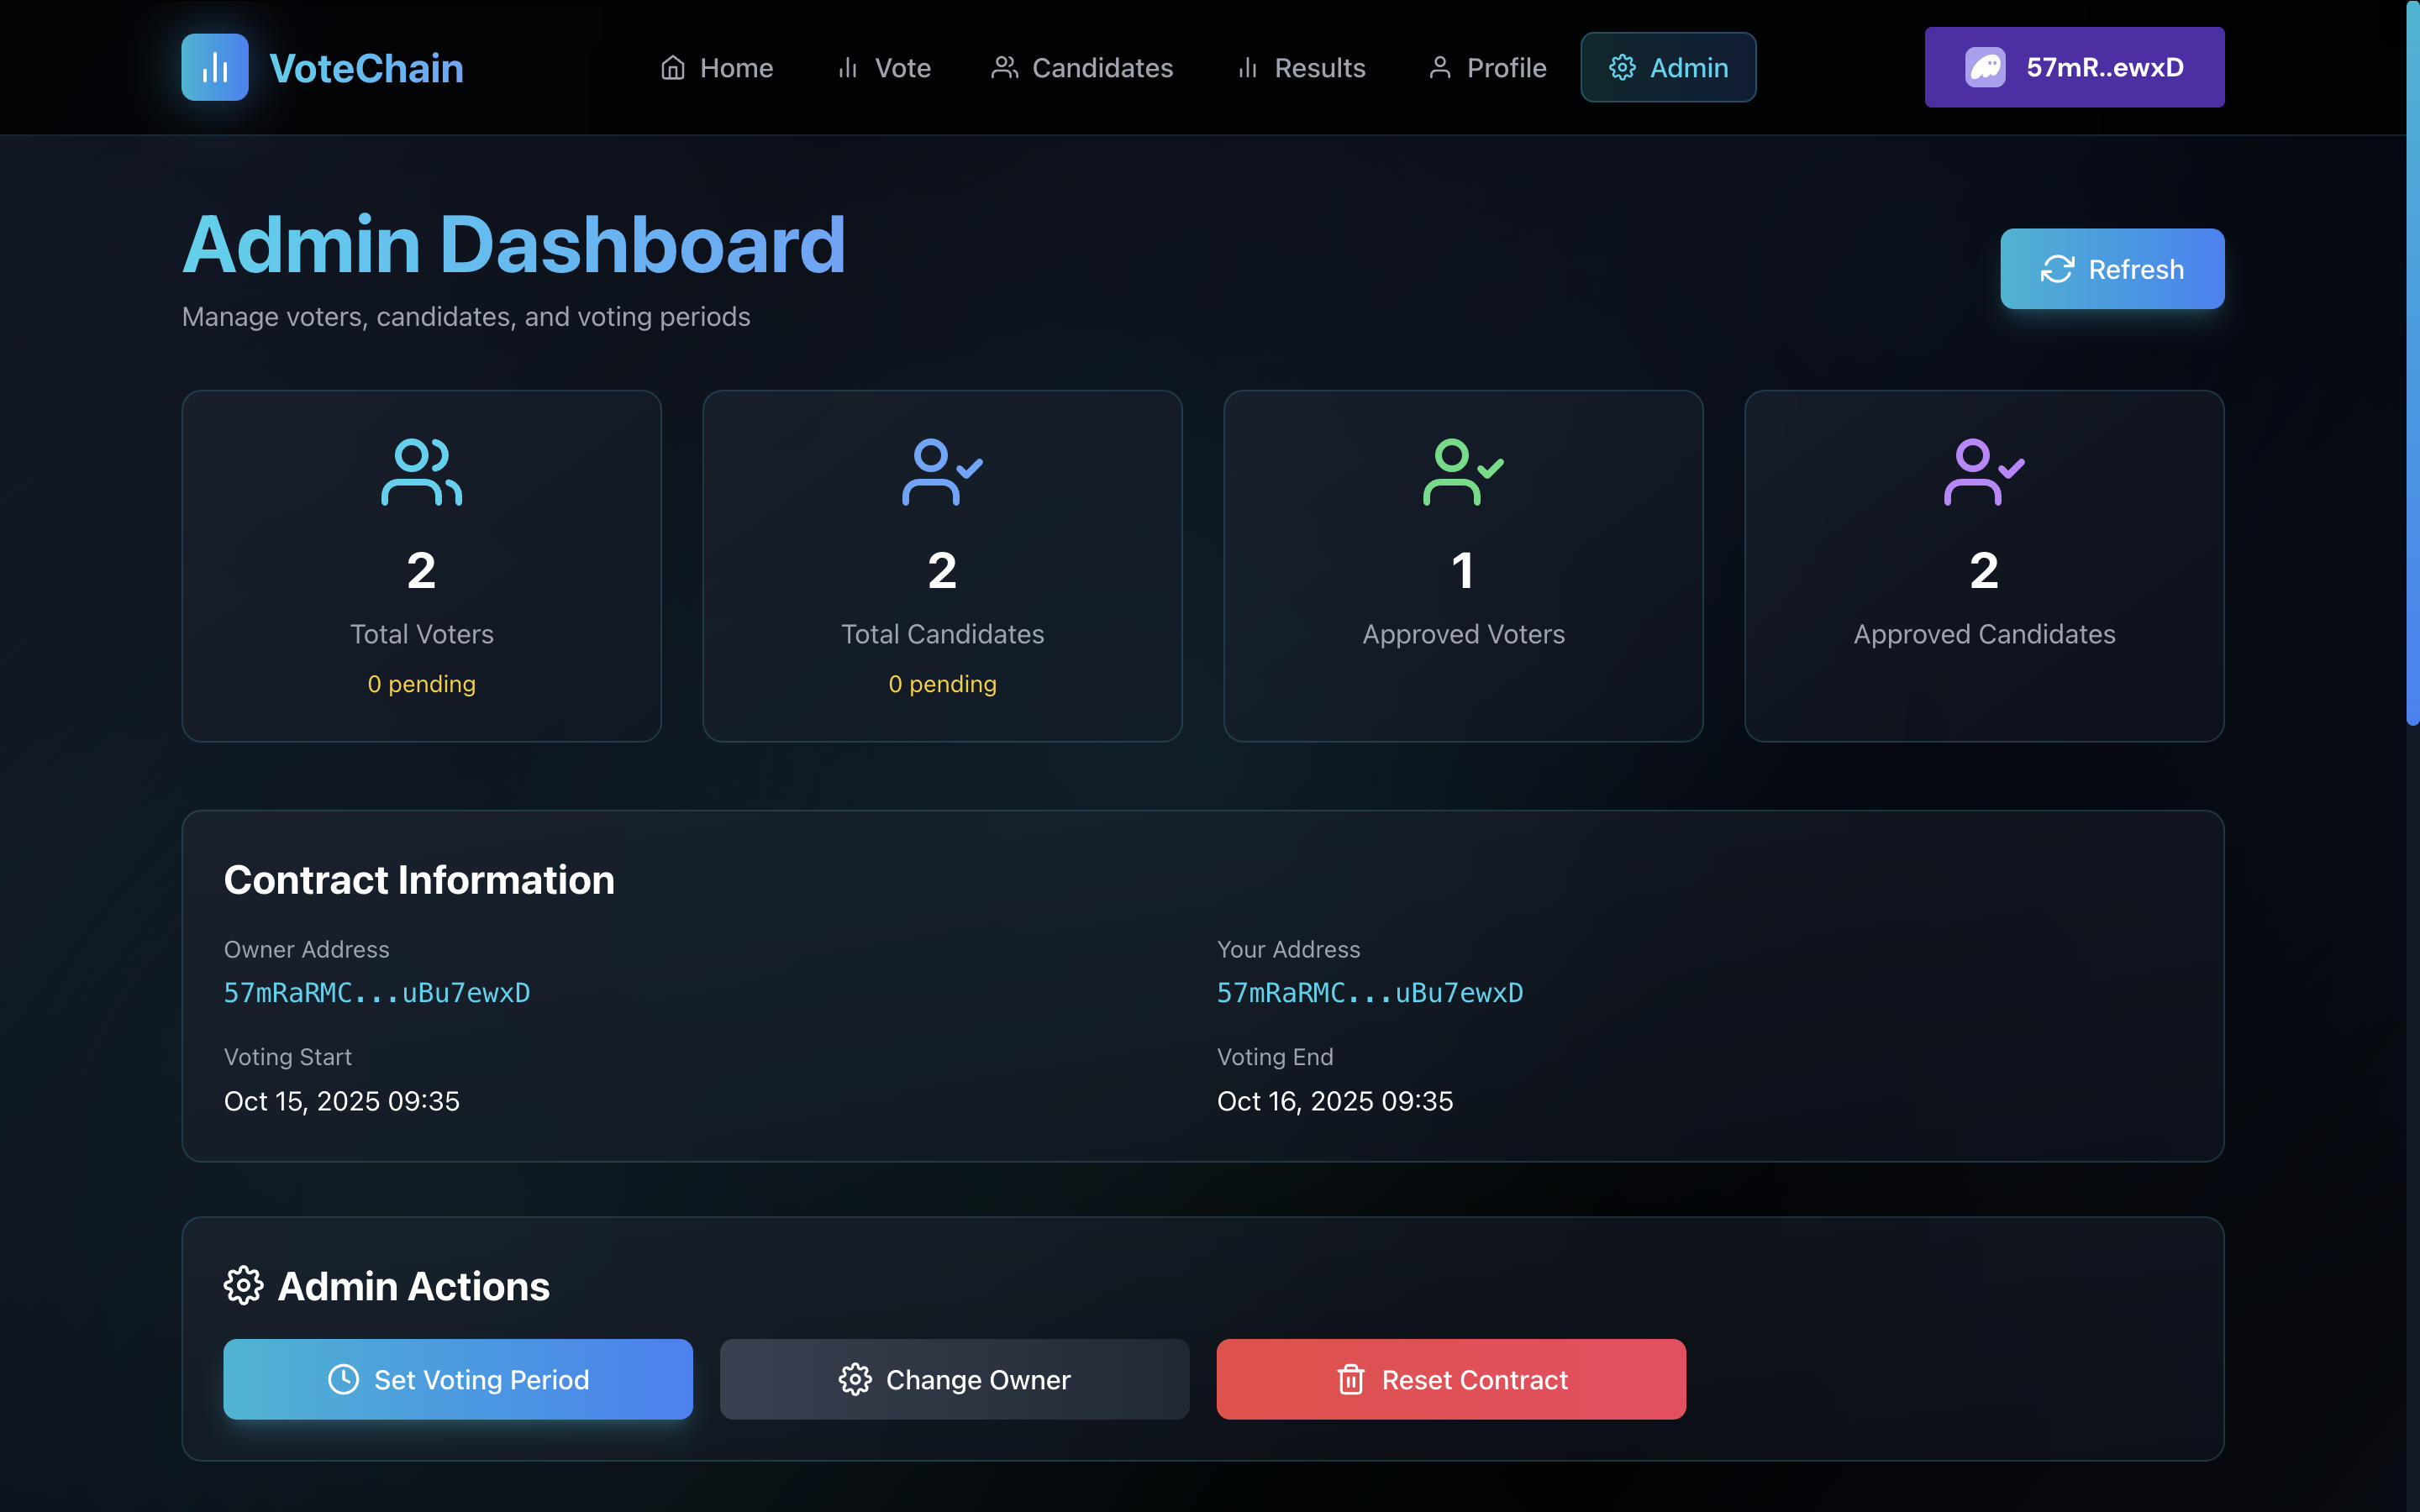 VoteChain
Home
Vote
Candidates
Results
Profile
Admin
57mR..ewxD
Admin Dashboard
Manage voters, candidates, and voting periods
Refresh
2
Total Voters
0 pending
2
Total Candidates
0 pending
1
Approved Voters
2
Approved Candidates
Contract Information
Owner Address
57mRaRMC...uBu7ewxD
Your Address
57mRaRMC...uBu7ewxD
Voting Start
Oct 15, 2025 09:35
Voting End
Oct 16, 2025 09:35
Admin Actions
Set Voting Period
Change Owner
Reset Contract